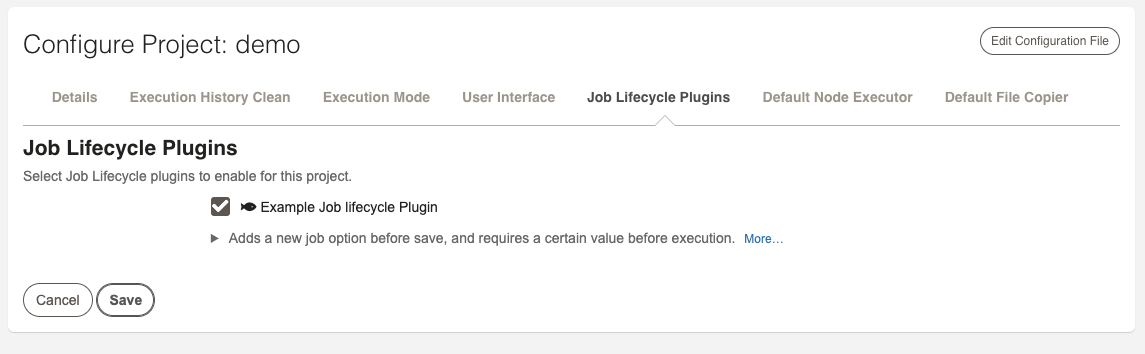 Configure Project: demo
Edit Configuration File
Details Execution History Clean Execution Mode User Interface Job Lifecycle Plugins Default Node Executor Default File Copier
Job Lifecycle Plugins
Select Job Lifecycle plugins to enable for this project.
Example Job lifecycle Plugin
Adds a new job option before save, and requires a certain value before execution. More...
Cancel Save